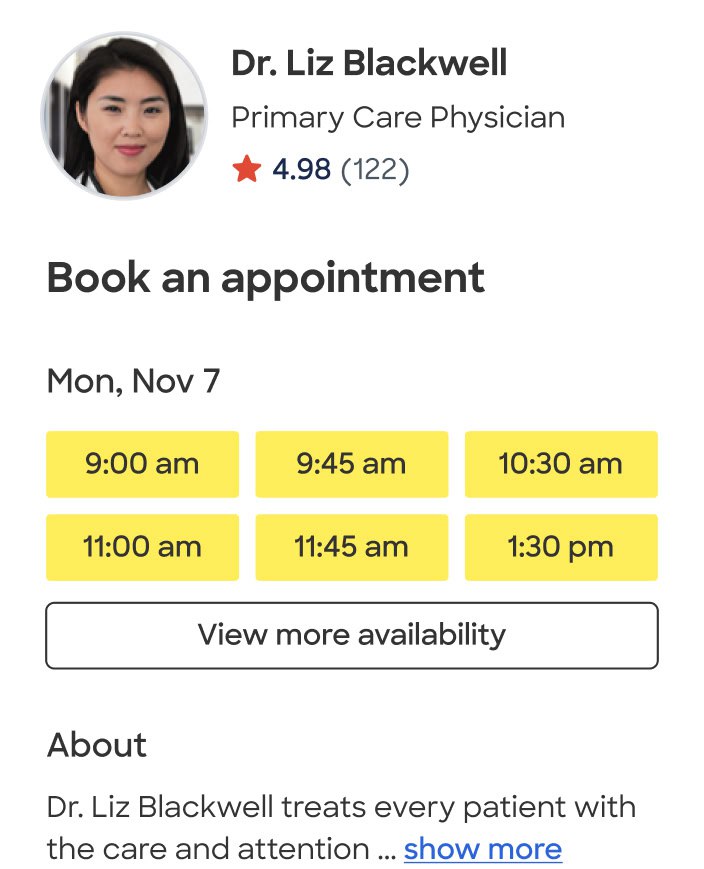 Dr. Liz Blackwell
Primary Care Physician
4.98 (122)
Book an appointment
Mon, Nov 7
9:00 am 9:45 am 10:30 am
11:00 am 11:45 am 1:30 pm
View more availability
About
Dr. Liz Blackwell treats every patient with
the care and attention ... show more